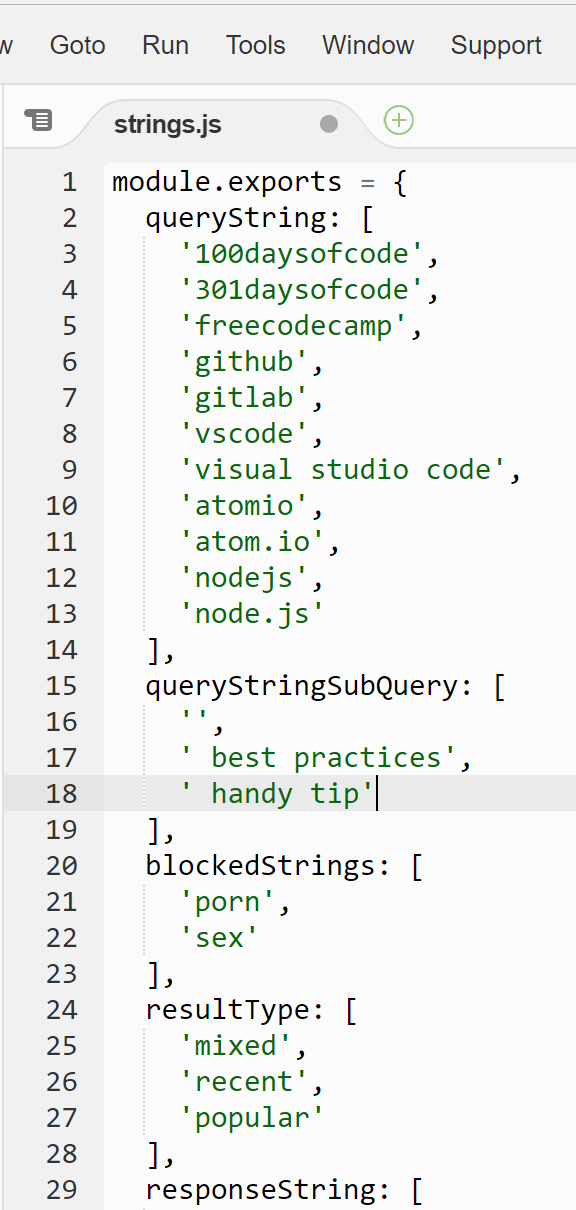 w Goto Run Tools Window Support
strings.js
1 module.exports = {
2   queryString: [
3     '100daysofcode',
4     '301daysofcode',
5     'freecodecamp',
6     'github',
7     'gitlab',
8     'vscode',
9     'visual studio code',
10     'atomio',
11     'atom.io',
12     'nodejs',
13     'node.js'
14   ],
15   queryStringSubQuery: [
16     '',
17     ' best practices',
18     ' handy tip'
19   ],
20   blockedStrings: [
21     'porn',
22     'sex'
23   ],
24   resultType: [
25     'mixed',
26     'recent',
27     'popular'
28   ],
29   responseString: [